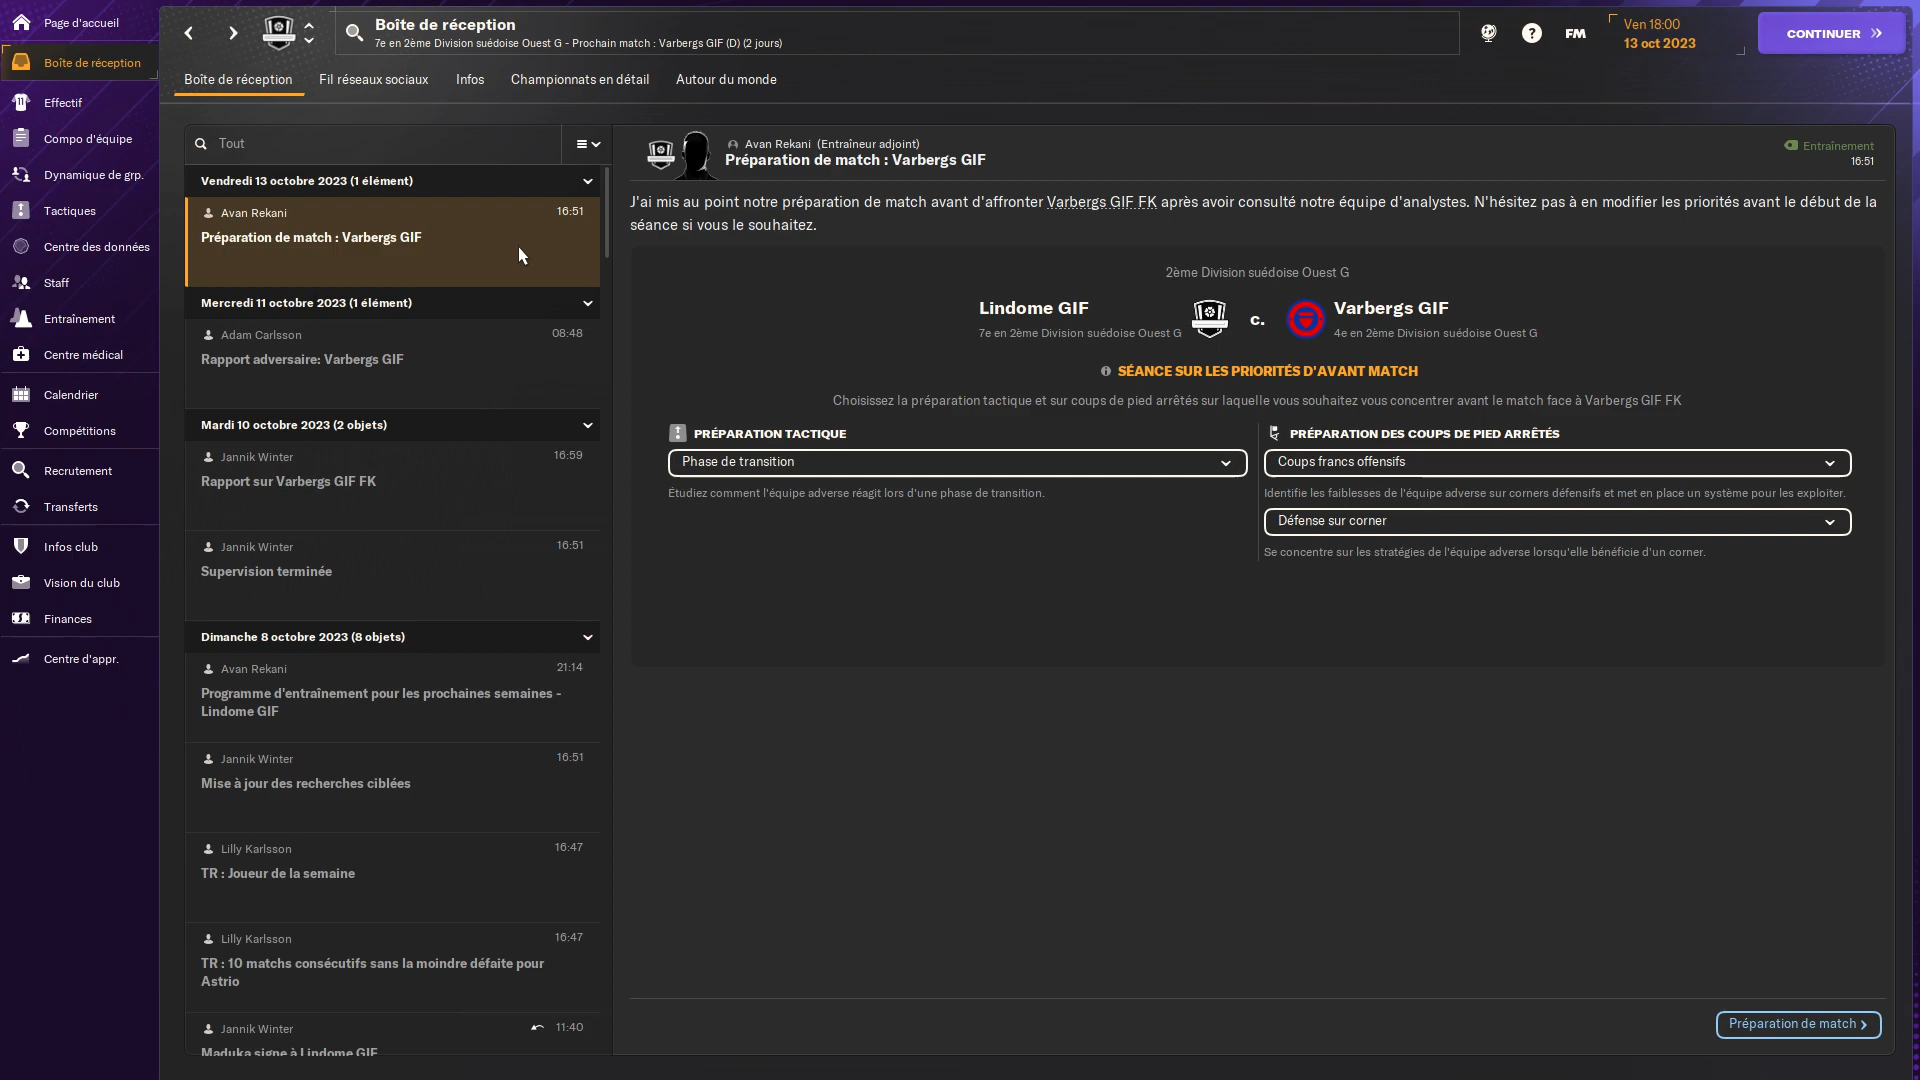 Page d'accueil
Boîte de réception
Effectif
Compo d'équipe
Dynamique de grp.
Tactiques
Centre des données
Staff
Entraînement
Centre médical
Calendrier
Compétitions
Recrutement
Transferts
Infos club
Vision du club
Finances
Centre d'appr.
Boîte de réception
7e en 2ème Division suédoise Ouest G - Prochain match : Varbergs GIF (D) (2 jours)
FM
Ven 18:00
13 oct 2023
CONTINUER
Boîte de réception
Fil réseaux sociaux
Infos
Championnats en détail
Autour du monde
Tout
Vendredi 13 octobre 2023 (1 élément)
Avan Rekani 16:51
Préparation de match : Varbergs GIF
Mercredi 11 octobre 2023 (1 élément)
Adam Carlsson 08:48
Rapport adversaire: Varbergs GIF
Mardi 10 octobre 2023 (2 objets)
Jannik Winter 16:59
Rapport sur Varbergs GIF FK
Jannik Winter 16:51
Supervision terminée
Dimanche 8 octobre 2023 (8 objets)
Avan Rekani 21:14
Programme d'entraînement pour les prochaines semaines -
Lindome GIF
Jannik Winter 16:51
Mise à jour des recherches ciblées
Lilly Karlsson 16:47
TR : Joueur de la semaine
Lilly Karlsson 16:47
TR : 10 matchs consécutifs sans la moindre défaite pour
Astrio
Jannik Winter 11:40
Maduka signe à Lindome GIF
Avan Rekani (Entraîneur adjoint)
Préparation de match : Varbergs GIF
Entraînement
16:51
J'ai mis au point notre préparation de match avant d'affronter Varbergs GIF FK après avoir consulté notre équipe d'analystes. N'hésitez pas à en modifier les priorités avant le début de la
séance si vous le souhaitez.
2ème Division suédoise Ouest G
Lindome GIF
7e en 2ème Division suédoise Ouest G
c.
Varbergs GIF
4e en 2ème Division suédoise Ouest G
SÉANCE SUR LES PRIORITÉS D'AVANT MATCH
Choisissez la préparation tactique et sur coups de pied arrêtés sur laquelle vous souhaitez vous concentrer avant le match face à Varbergs GIF FK
PRÉPARATION TACTIQUE
Phase de transition
Étudiez comment l'équipe adverse réagit lors d'une phase de transition.
PRÉPARATION DES COUPS DE PIED ARRÊTÉS
Coups francs offensifs
Identifie les faiblesses de l'équipe adverse sur corners défensifs et met en place un système pour les exploiter.
Défense sur corner
Se concentre sur les stratégies de l'équipe adverse lorsqu'elle bénéficie d'un corner.
Préparation de match